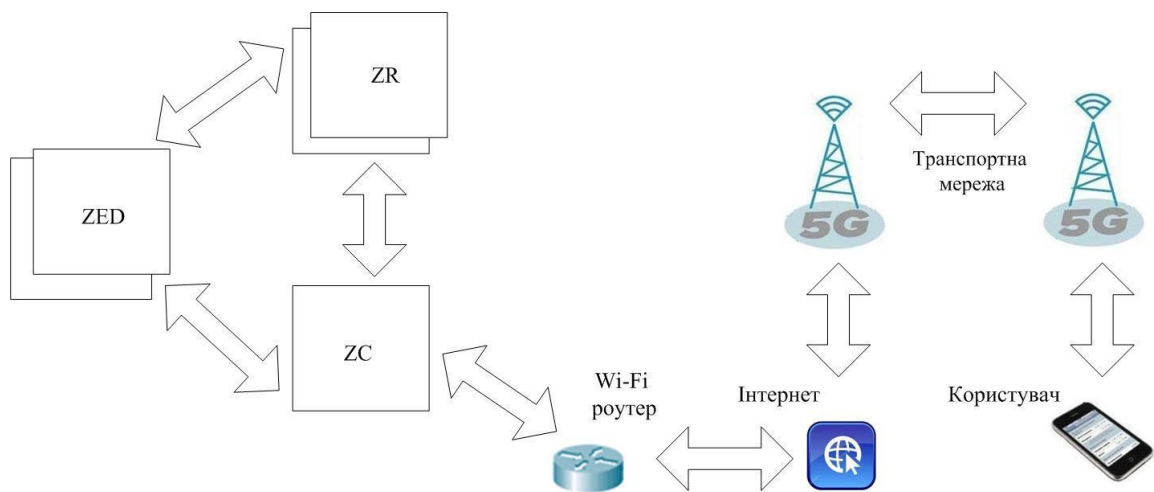 ZR
ZED
ZC
Wi-Fi
роутер
Інтернет
5G
Транспортна
мережа
5G
Користувач